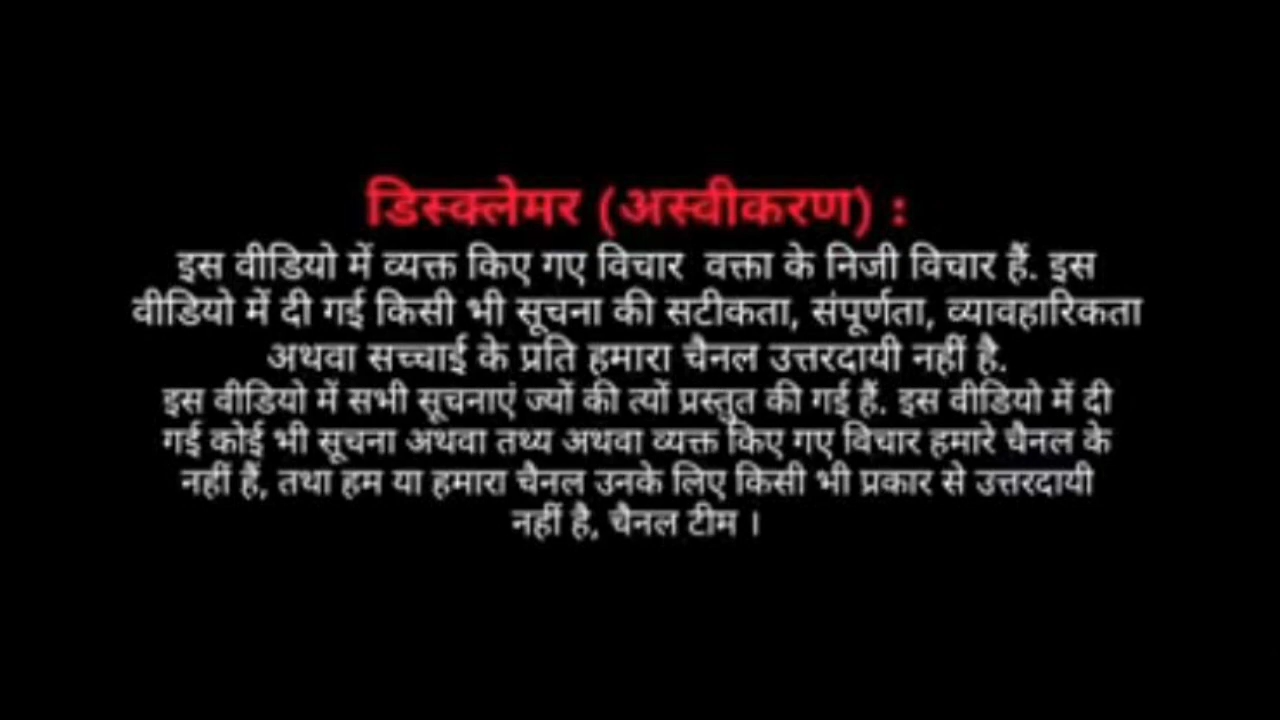 डिस्क्लेमर (अस्वीकरण) :
इस वीडियो में व्यक्त किए गए विचार वक्ता के निजी विचार हैं. इस
वीडियो में दी गई किसी भी सूचना की सटीकता, संपूर्णता, व्यावहारिकता
अथवा सच्चाई के प्रति हमारा चैनल उत्तरदायी नहीं है.
इस वीडियो में सभी सूचनाएं ज्यों की त्यों प्रस्तुत की गई हैं. इस वीडियो में दी
गई कोई भी सूचना अथवा तथ्य अथवा व्यक्त किए गए विचार हमारे चैनल के
नहीं हैं, तथा हम या हमारा चैनल उनके लिए किसी भी प्रकार से उत्तरदायी
नहीं है, चैनल टीम ।